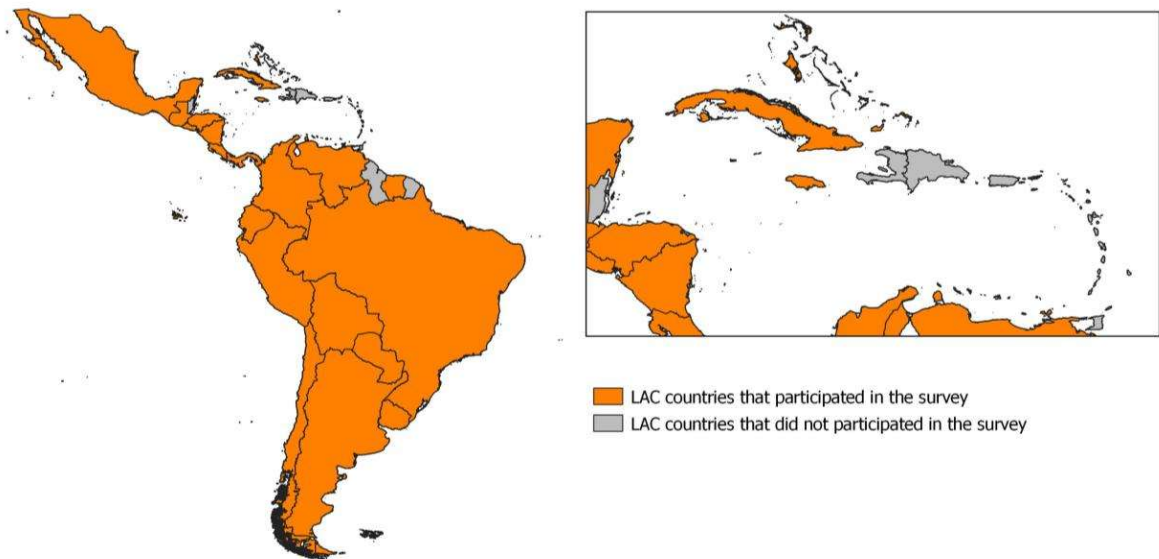 LAC countries that participated in the survey
LAC countries that did not participated in the survey